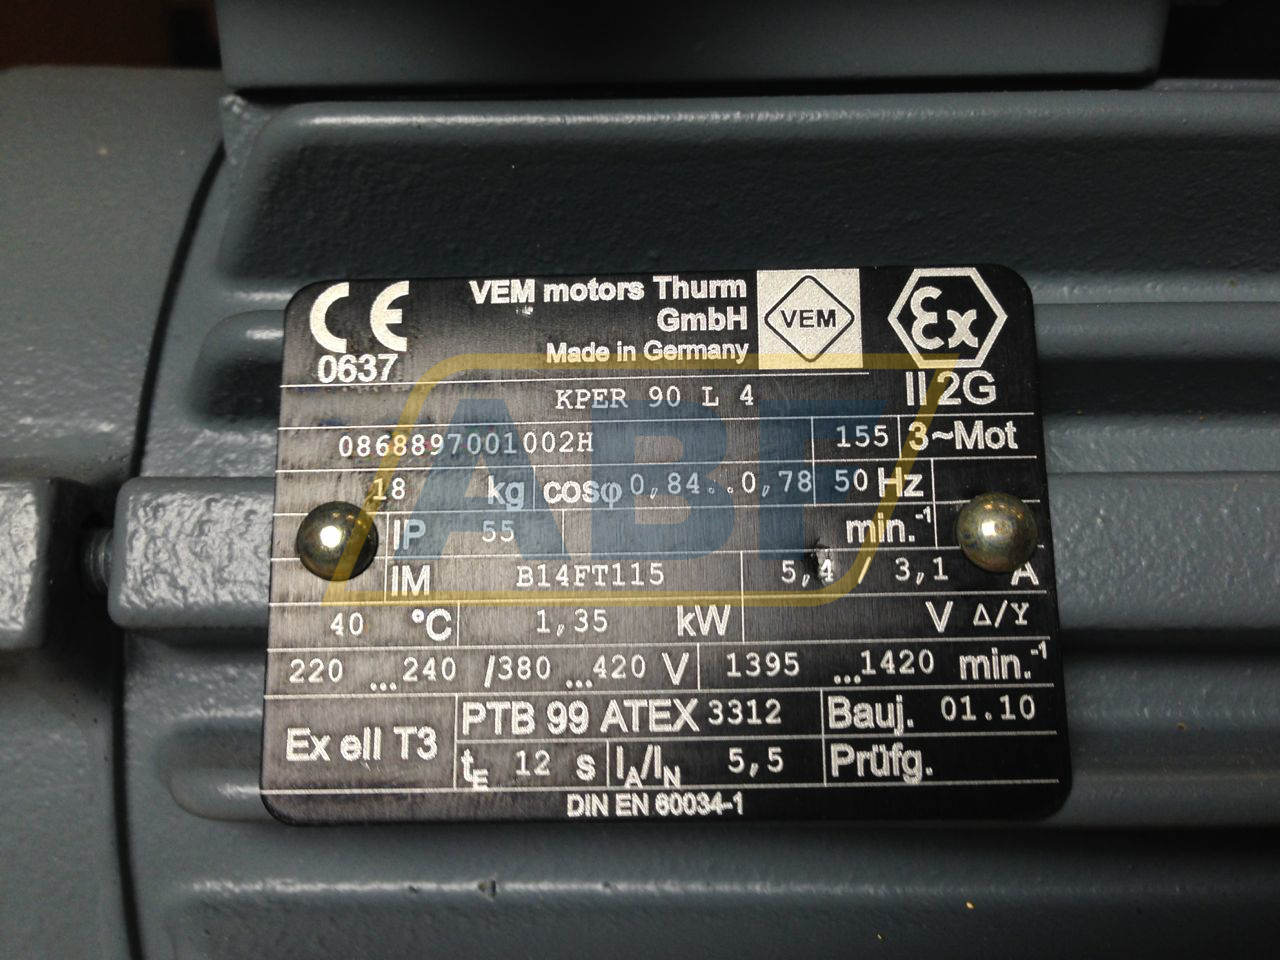 CE
0637
VEM motors Thurm
GmbH
Made in Germany
VEM
Ex
II 2G
KPER 90 L 4
0868897001002H 155 3~Mot
18 kg cosφ 0,84..0,78 50 Hz
IP 55 min.-1
IM B14FT115 5,4 / 3,1 A
40 °C 1,35 kW V Δ/Y
220 ...240 /380 ...420 V 1395 ...1420 min.-1
Ex eII T3 PTB 99 ATEX 3312 Bauj. 01.10
tE 12 s IA/IN 5,5 Prüfg.
DIN EN 60034-1
ABF